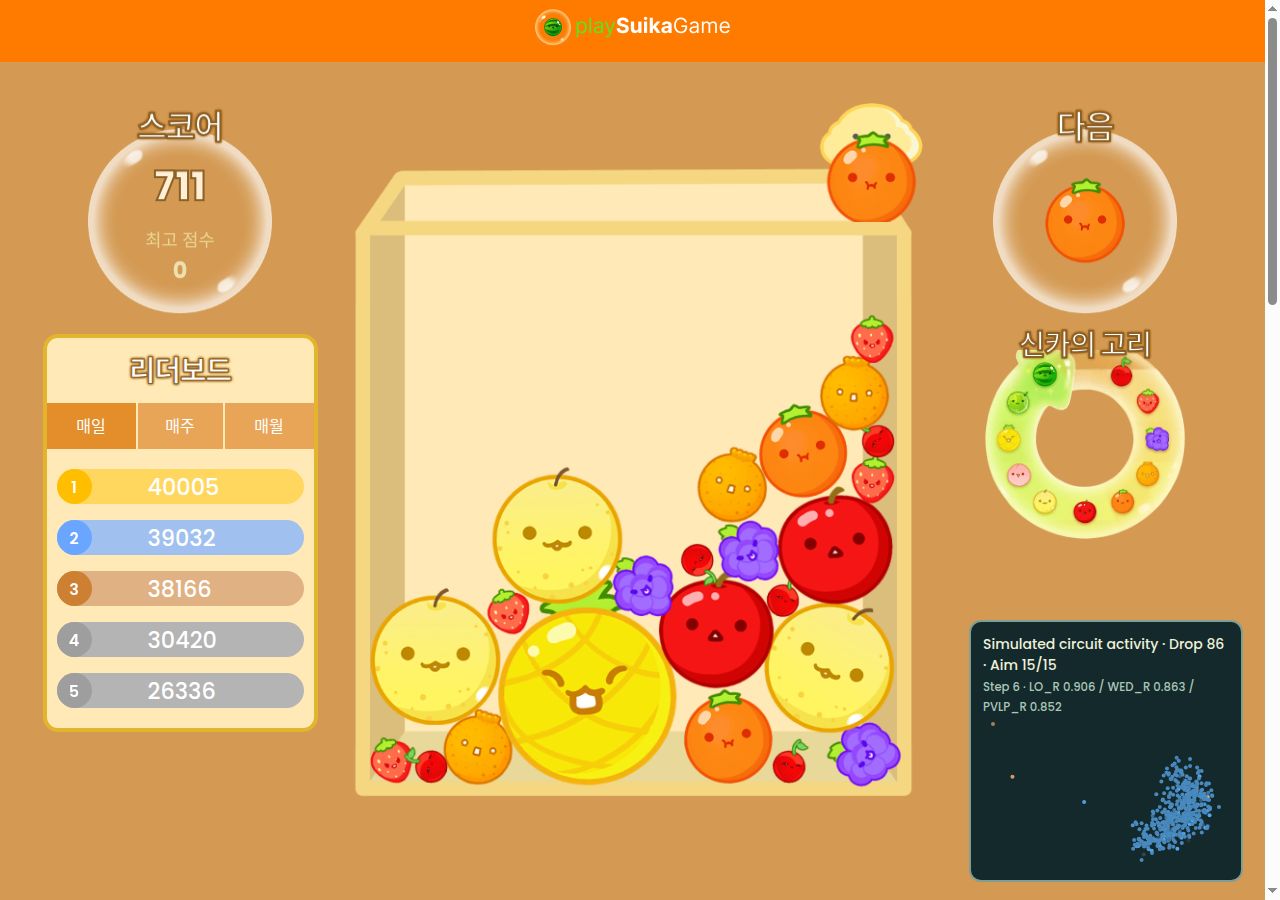 playSuikaGame
스코어
711
최고 점수
0
리더보드
매일 매주 매월
1 40005
2 39032
3 38166
4 30420
5 26336
다음
신카의 고리
Simulated circuit activity · Drop 86
· Aim 15/15
Step 6 · LO_R 0.906 / WED_R 0.863 /
PVLP_R 0.852